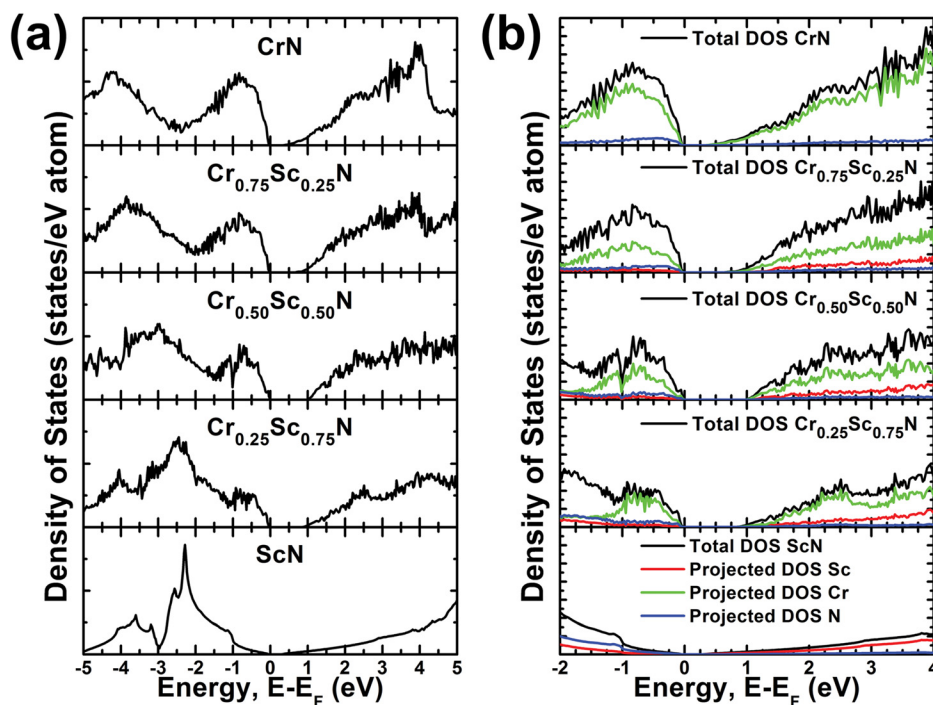 (a)
CrN
Cr0.75Sc0.25N
Cr0.50Sc0.50N
Cr0.25Sc0.75N
ScN
Density of States (states/eV atom)
-5 -4 -3 -2 -1 0 1 2 3 4 5
Energy, E-EF (eV)
(b)
Total DOS CrN
Total DOS Cr0.75Sc0.25N
Total DOS Cr0.50Sc0.50N
Total DOS Cr0.25Sc0.75N
Total DOS ScN
Projected DOS Sc
Projected DOS Cr
Projected DOS N
Density of States (states/eV atom)
-2 -1 0 1 2 3 4
Energy, E-EF (eV)